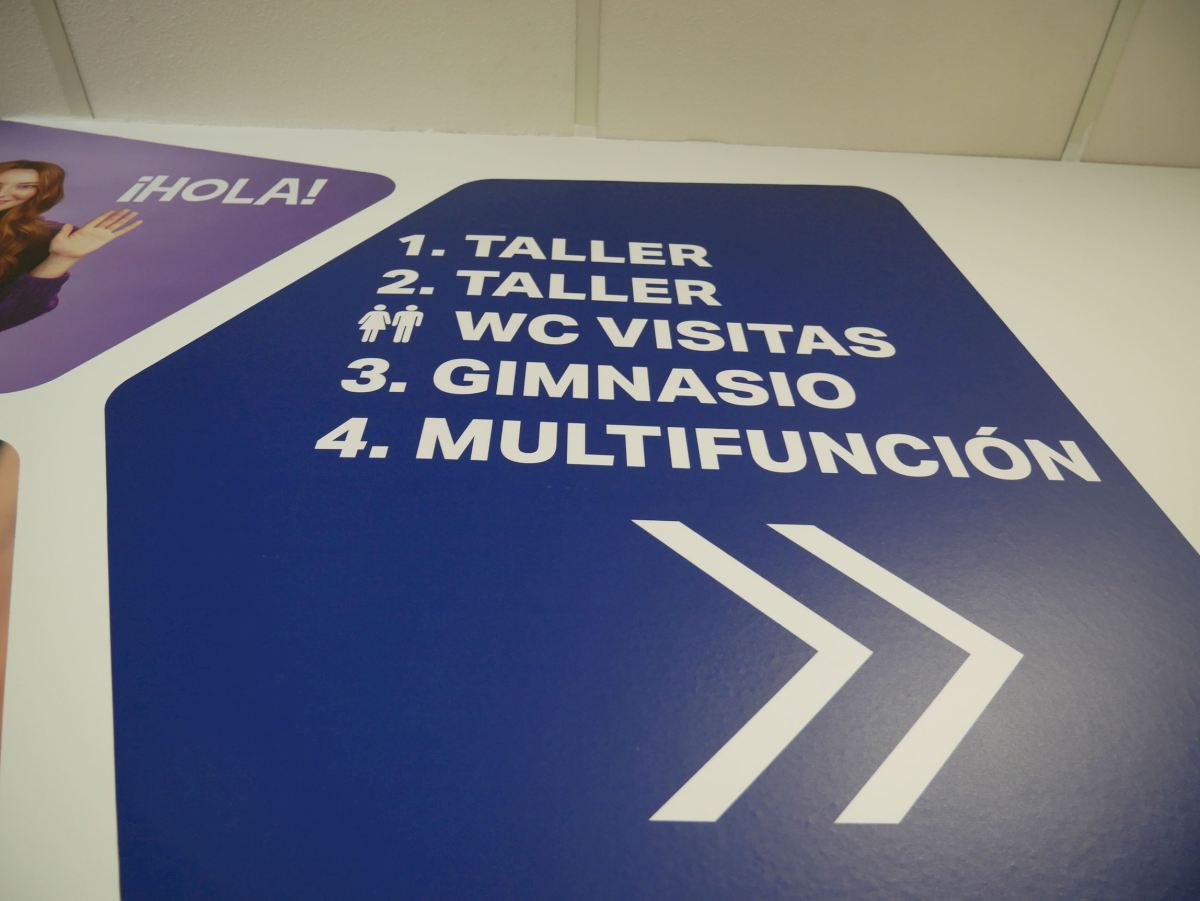 ¡HOLA!
1. TALLER
2. TALLER
WC VISITAS
3. GIMNASIO
4. MULTIFUNCIÓN